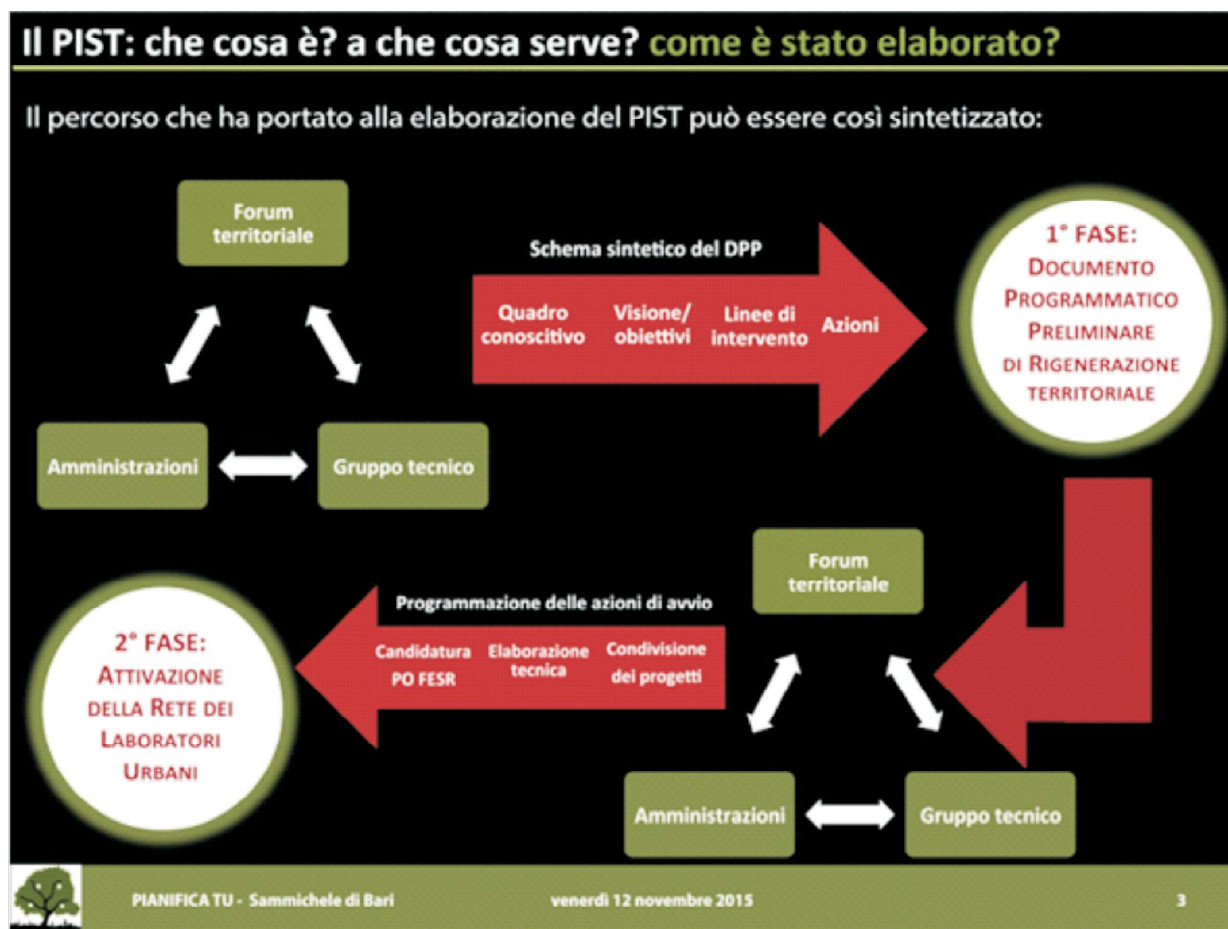 Il PIST: che cosa è? a che cosa serve? come è stato elaborato?
Il percorso che ha portato alla elaborazione del PIST può essere così sintetizzato:
Forum
territoriale
Amministrazioni
Gruppo tecnico
Schema sintetico del DPP
Quadro
conoscitivo
Visione/
obiettivi
Linee di
intervento
Azioni
1° FASE:
DOCUMENTO
PROGRAMMATICO
PRELIMINARE
DI RIGENERAZIONE
TERRITORIALE
Forum
territoriale
Amministrazioni
Gruppo tecnico
Programmazione delle azioni di avvio
Candidatura
PO FESR
Elaborazione
tecnica
Condivisione
dei progetti
2° FASE:
ATTIVAZIONE
DELLA RETE DEI
LABORATORI
URBANI
PIANIFICA TU - Sammichele di Bari
venerdì 12 novembre 2015
3